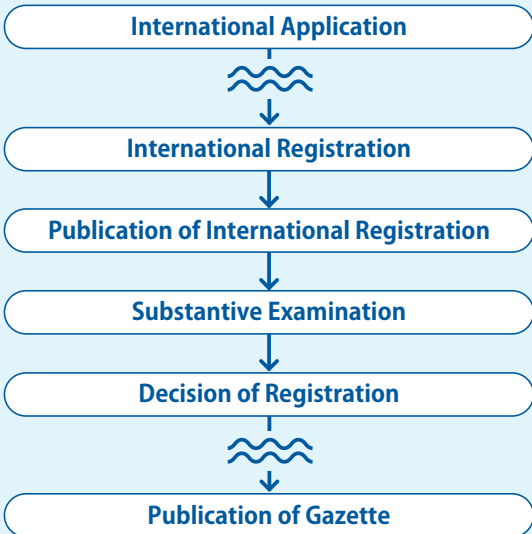 International Application
International Registration
Publication of International Registration
Substantive Examination
Decision of Registration
Publication of Gazette